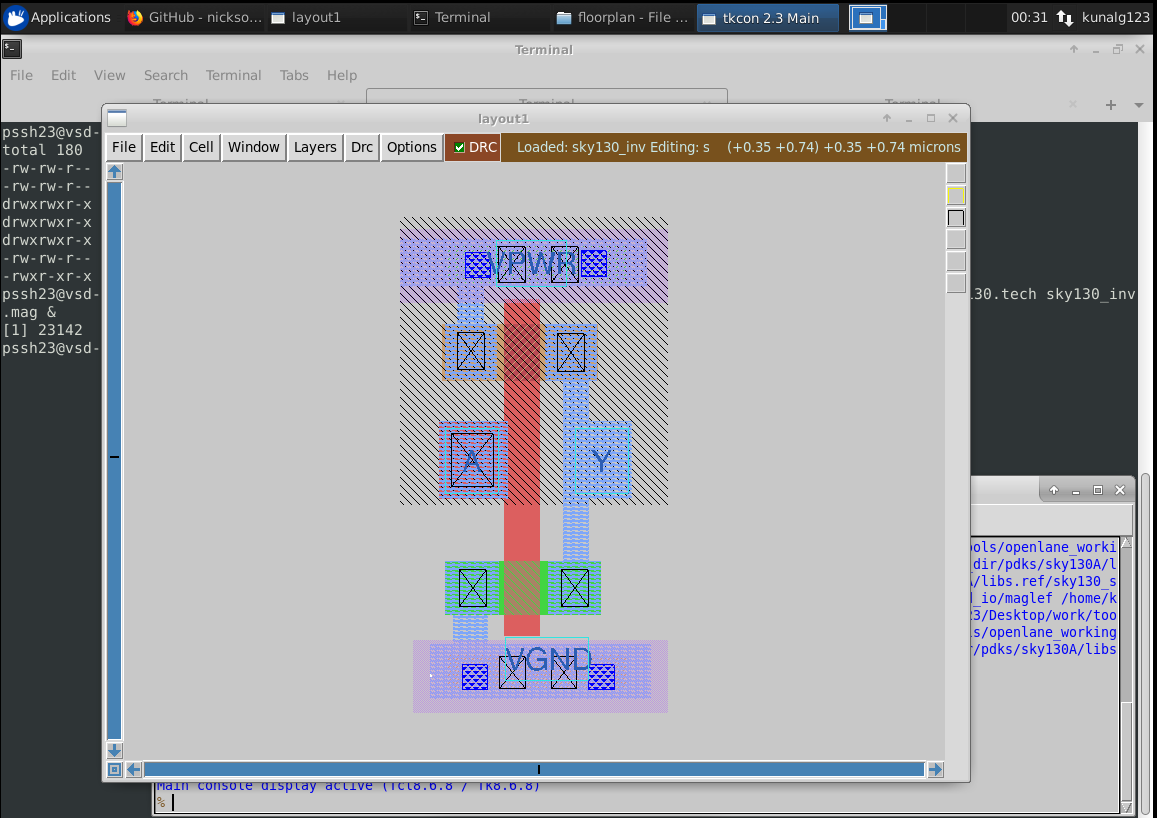 Applications GitHub - nickso... layout1 Terminal floorplan - File ... tkcon 2.3 Main 00:31 kunalg123
Terminal
File Edit View Search Terminal Tabs Help
Terminal Terminal Terminal
layout1
File Edit Cell Window Layers Drc Options DRC Loaded: sky130_inv Editing: s (+0.35 +0.74) +0.35 +0.74 microns
pssh23@vsd-
total 180
-rw-rw-r--
-rw-rw-r--
drwxrwxr-x
drwxrwxr-x
drwxrwxr-x
-rw-rw-r--
-rwxr-xr-x
pssh23@vsd- 30.tech sky130_inv
.mag &
[1] 23142
pssh23@vsd-
VPWR
A
Y
VGND
ools/openlane_worki
_dir/pdks/sky130A/l
/libs.ref/sky130_s
_io/maglef /home/k
23/Desktop/work/too
s/openlane_working
/pdks/sky130A/libs
Main console display active (Tcl8.6.8 / Tk8.6.8)
%